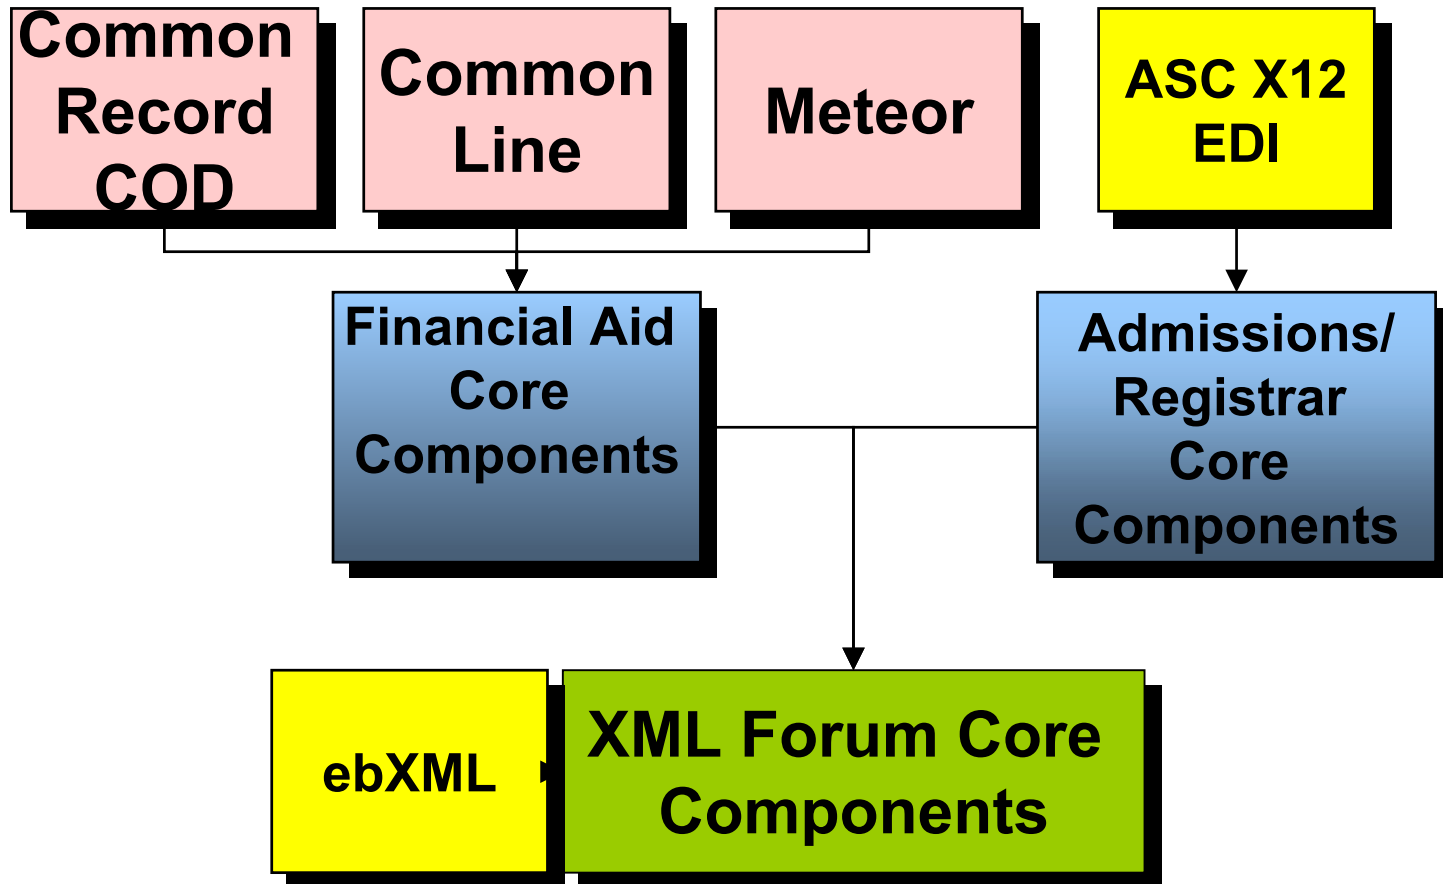 Common
Record
COD
Common
Line
Meteor
ASC X12
EDI
Financial Aid
Core
Components
Admissions/
Registrar
Core
Components
ebXML
XML Forum Core
Components